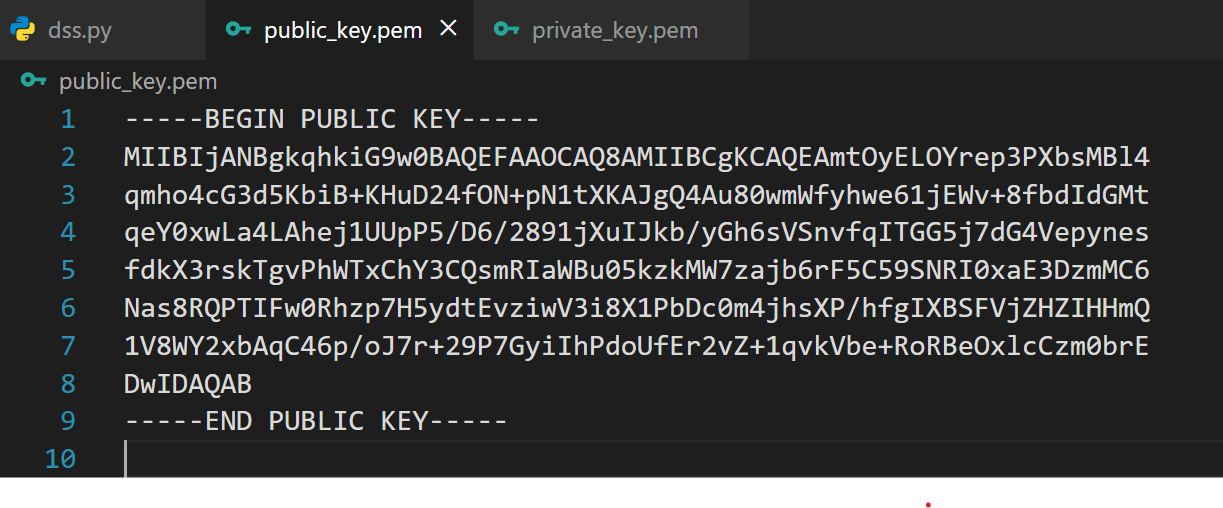 dss.py public_key.pem private_key.pem
public_key.pem
1 -----BEGIN PUBLIC KEY-----
2 MIIBIjANBgkqhkiG9w0BAQEFAAOCAQ8AMIIBCgKCAQEAmtOyELOYrep3PXbsMBl4
3 qmho4cG3d5KbiB+KHuD24fON+pN1tXKAJgQ4Au80wmWfyhwe61jEWv+8fbdIdGMt
4 qeY0xwLa4LAhej1UUpP5/D6/2891jXuIJkb/yGh6sVSnvfqITGG5j7dG4Vepynes
5 fdkX3rskTgvPhWTxChY3CQsmRIaWBu05kzkMW7zajb6rF5C59SNRI0xaE3DzmMC6
6 Nas8RQPTIFw0Rhzp7H5ydtEvziwV3i8X1PbDc0m4jhsXP/hfgIXBSFVjZHZIHHmQ
7 1V8WY2xbAqC46p/oJ7r+29P7GyiIhPdoUfEr2vZ+1qvkVbe+RoRBeOxlcCzm0brE
8 DwIDAQAB
9 -----END PUBLIC KEY-----
10